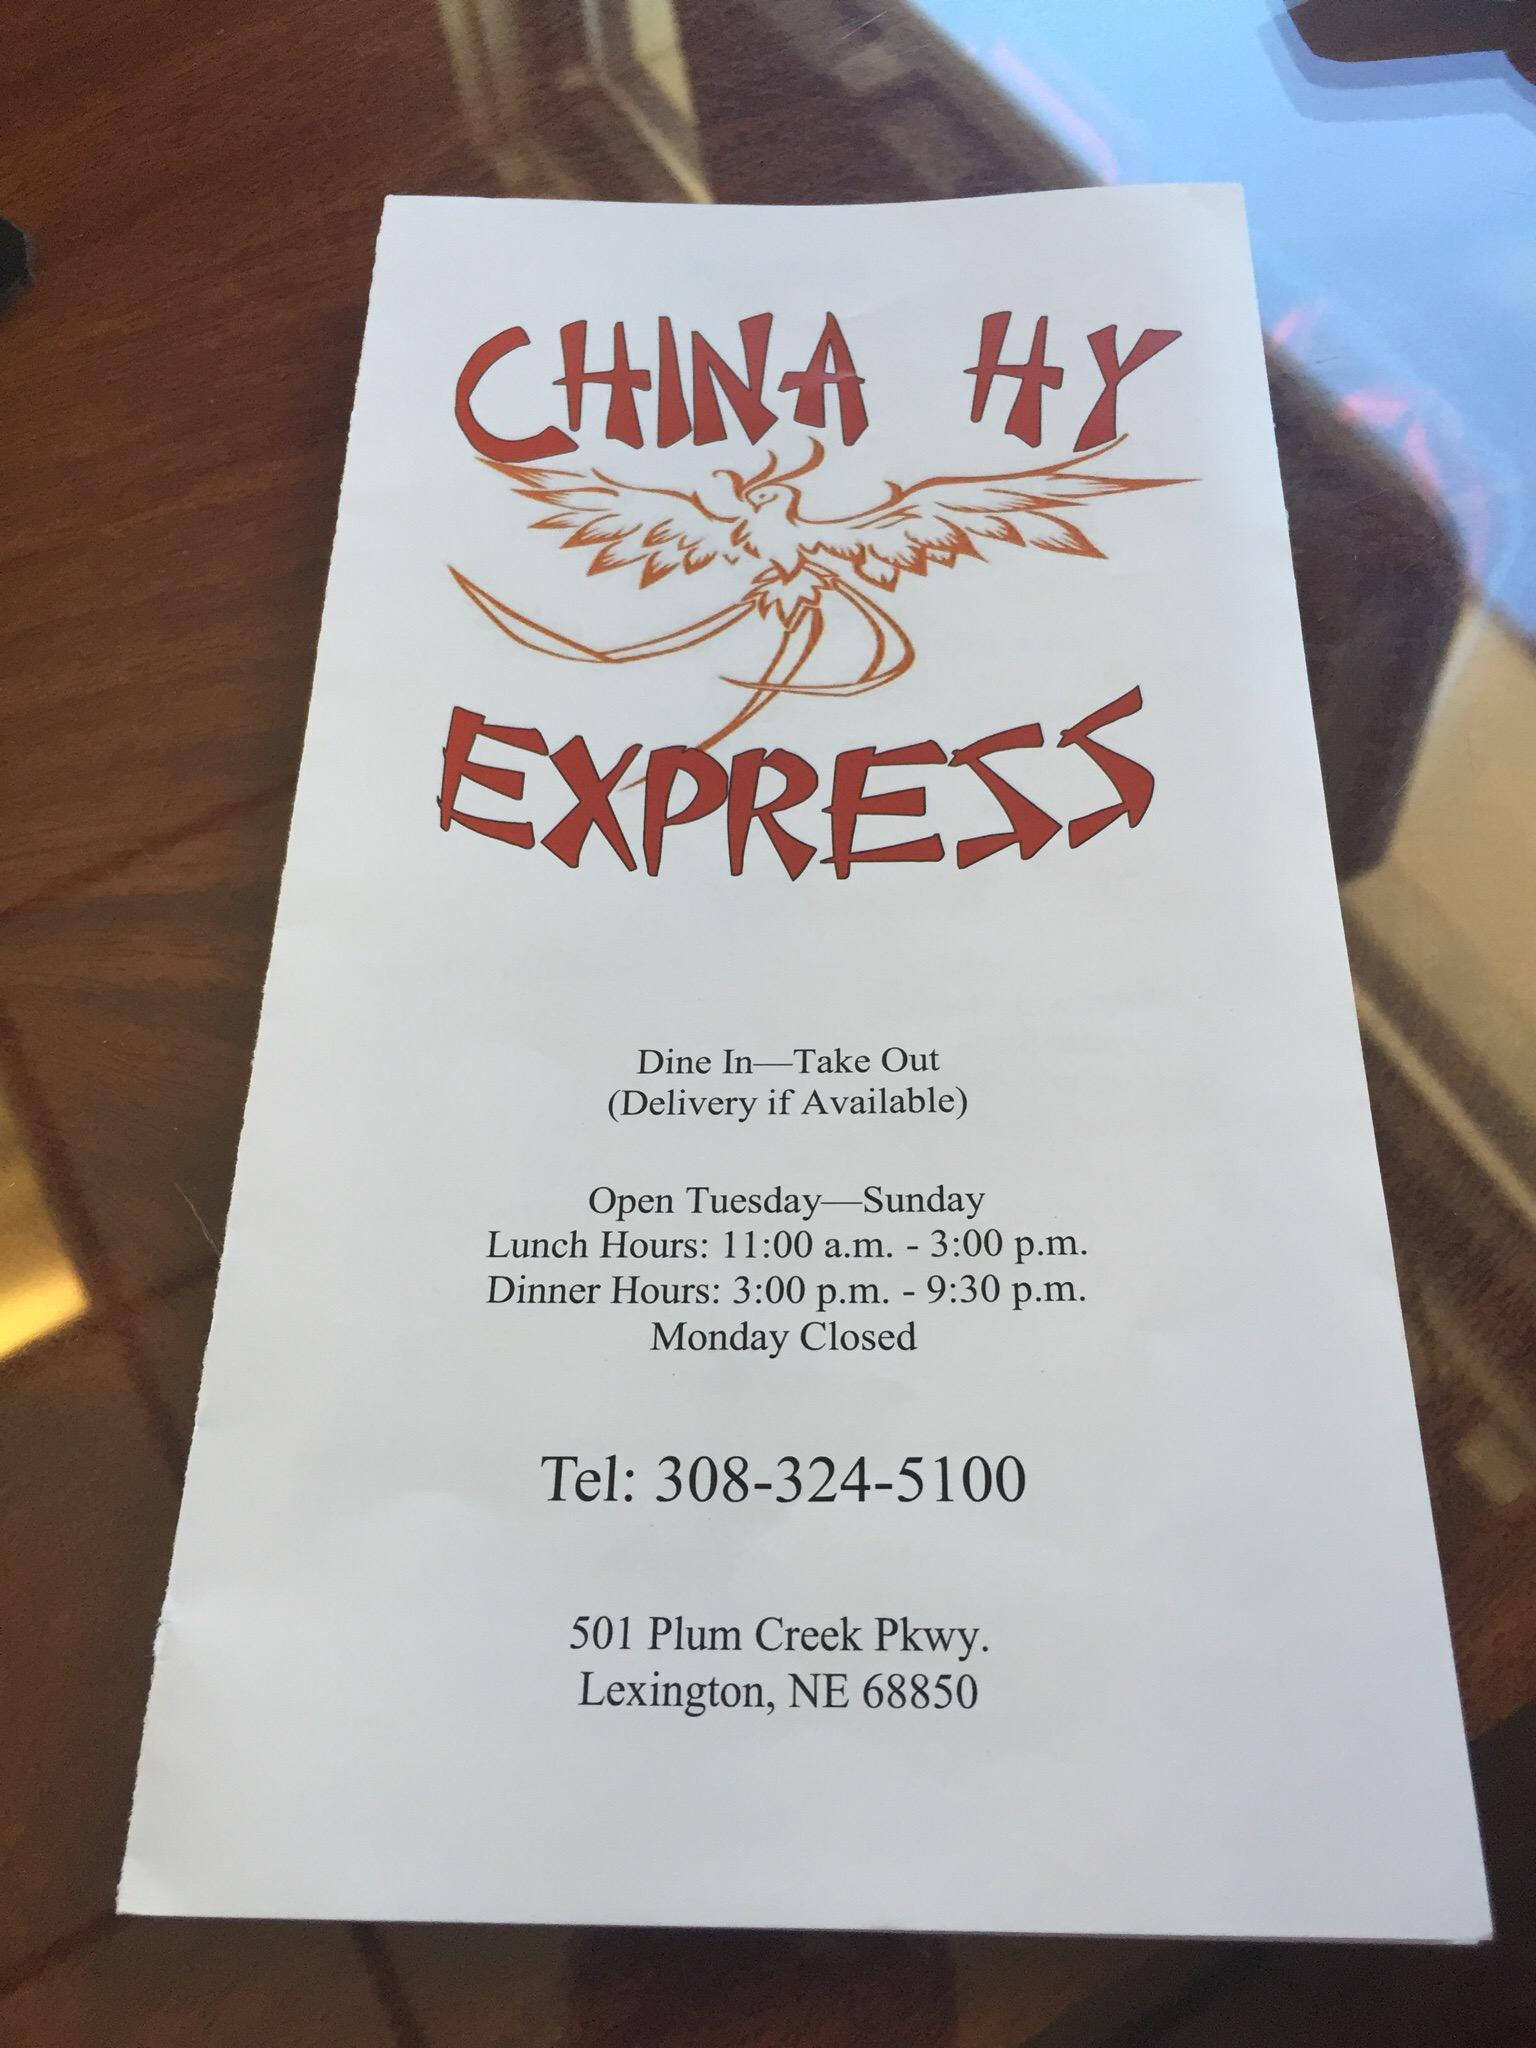 CHINA HY
EXPRESS
Dine In—Take Out
(Delivery if Available)
Open Tuesday—Sunday
Lunch Hours: 11:00 a.m. - 3:00 p.m.
Dinner Hours: 3:00 p.m. - 9:30 p.m.
Monday Closed
Tel: 308-324-5100
501 Plum Creek Pkwy.
Lexington, NE 68850